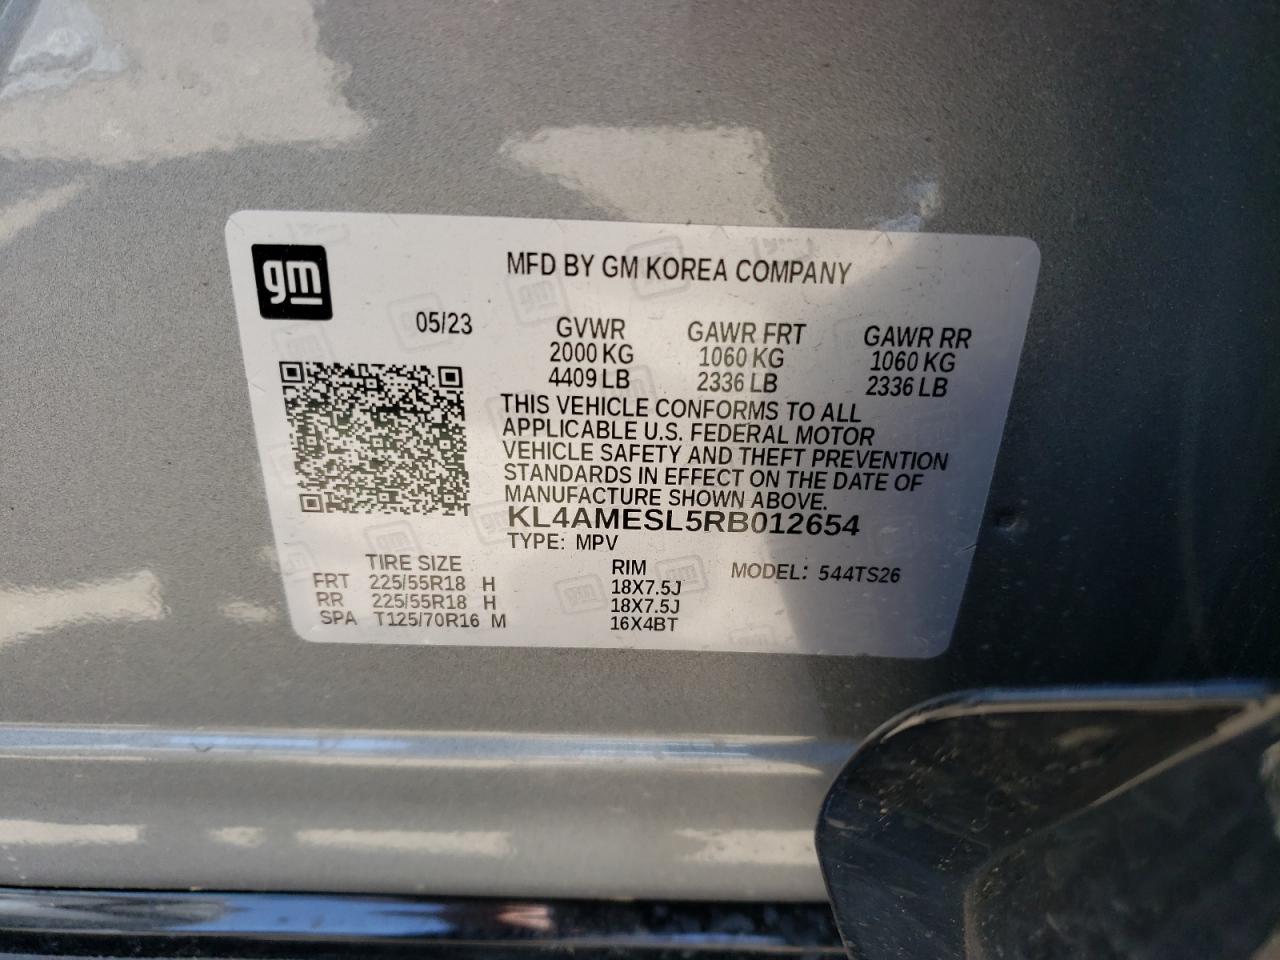 gm
MFD BY GM KOREA COMPANY
05/23
GVWR GAWR FRT GAWR RR
2000 KG 1060 KG 1060 KG
4409 LB 2336 LB 2336 LB
THIS VEHICLE CONFORMS TO ALL
APPLICABLE U.S. FEDERAL MOTOR
VEHICLE SAFETY AND THEFT PREVENTION
STANDARDS IN EFFECT ON THE DATE OF
MANUFACTURE SHOWN ABOVE.
KL4AMESL5RB012654
TYPE: MPV
TIRE SIZE RIM MODEL: 544TS26
FRT 225/55R18 H 18X7.5J
RR 225/55R18 H 18X7.5J
SPA T125/70R16 M 16X4BT